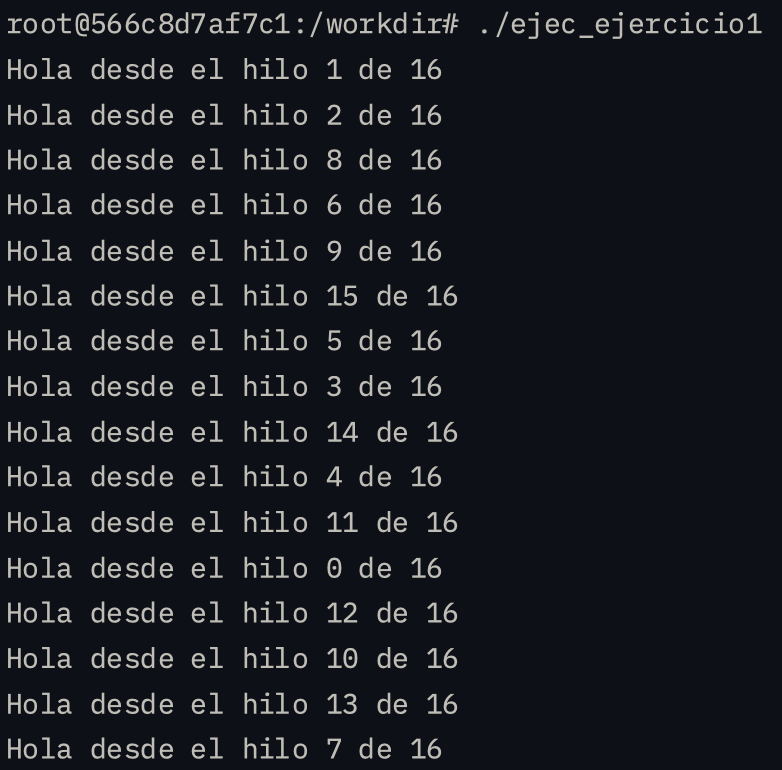 root@566c8d7af7c1:/workdir# ./ejec_ejercicio1
Hola desde el hilo 1 de 16
Hola desde el hilo 2 de 16
Hola desde el hilo 8 de 16
Hola desde el hilo 6 de 16
Hola desde el hilo 9 de 16
Hola desde el hilo 15 de 16
Hola desde el hilo 5 de 16
Hola desde el hilo 3 de 16
Hola desde el hilo 14 de 16
Hola desde el hilo 4 de 16
Hola desde el hilo 11 de 16
Hola desde el hilo 0 de 16
Hola desde el hilo 12 de 16
Hola desde el hilo 10 de 16
Hola desde el hilo 13 de 16
Hola desde el hilo 7 de 16